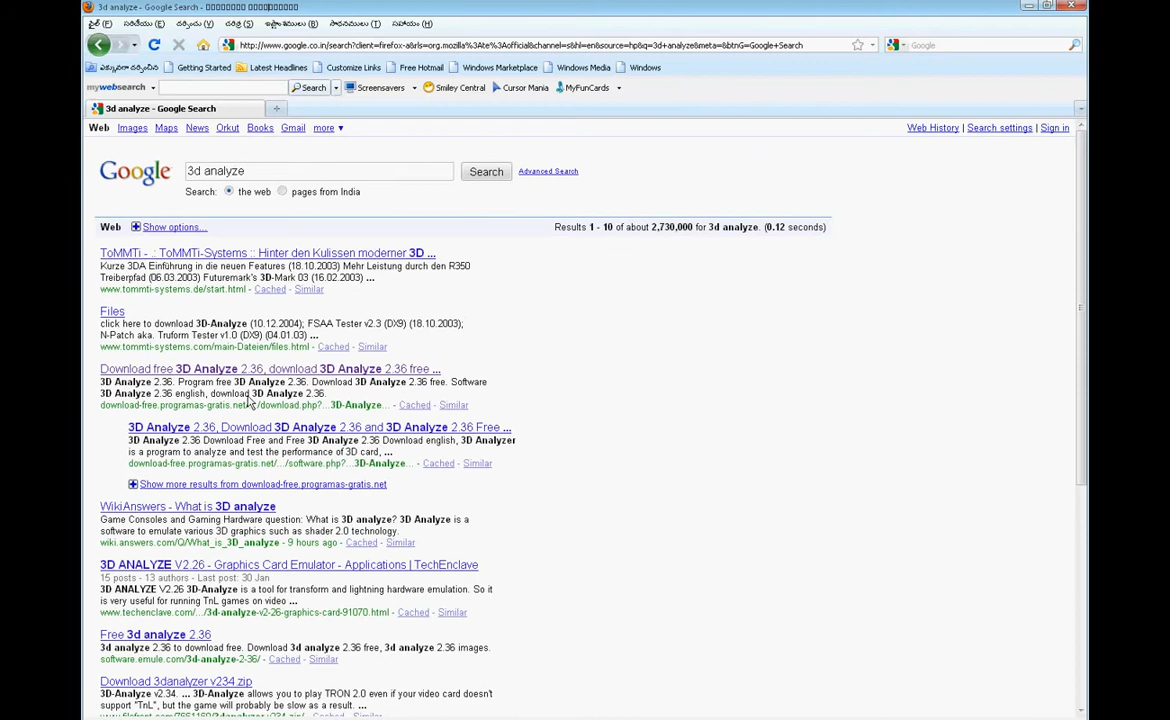 3d analyze - Google Search -
ఫైల్ (F) సరిచేయి (E) దర్శించు (V) చరిత్ర (S) ఇష్టాంశములు (B) సాధనములు (T) సహాయం (H)
http://www.google.co.in/search?client=firefox-a&rls=org.mozilla%3Ate%3Aofficial&channel=s&hl=en&source=hp&q=3d+analyze&meta=&btnG=Google+Search Google
ఎక్కువగా దర్శించిన Getting Started Latest Headlines Customize Links Free Hotmail Windows Marketplace Windows Media Windows
mywebsearch Search Screensavers Smiley Central Cursor Mania MyFunCards
3d analyze - Google Search
Web Images Maps News Orkut Books Gmail more ▼ Web History | Search settings | Sign in
Google 3d analyze Search Advanced Search
Search: the web pages from India
Web Show options... Results 1 - 10 of about 2,730,000 for 3d analyze. (0.12 seconds)
ToMMTi - .: ToMMTi-Systems :: Hinter den Kulissen moderner 3D ...
Kurze 3DA Einführung in die neuen Features (18.10.2003) Mehr Leistung durch den R350
Treiberpfad (06.03.2003) Futuremark's 3D-Mark 03 (16.02.2003) ...
www.tommti-systems.de/start.html - Cached - Similar
Files
click here to download 3D-Analyze (10.12.2004); FSAA Tester v2.3 (DX9) (18.10.2003);
N-Patch aka. Truform Tester v1.0 (DX9) (04.01.03) ...
www.tommti-systems.com/main-Dateien/files.html - Cached - Similar
Download free 3D Analyze 2.36, download 3D Analyze 2.36 free ...
3D Analyze 2.36. Program free 3D Analyze 2.36. Download 3D Analyze 2.36 free. Software
3D Analyze 2.36 english, download 3D Analyze 2.36.
download-free.programas-gratis.net/.../download.php?...3D-Analyze... - Cached - Similar
3D Analyze 2.36, Download 3D Analyze 2.36 and 3D Analyze 2.36 Free ...
3D Analyze 2.36 Download Free and Free 3D Analyze 2.36 Download english, 3D Analyzer
is a program to analyze and test the performance of 3D card, ...
download-free.programas-gratis.net/.../software.php?...3D-Analyze... - Cached - Similar
Show more results from download-free.programas-gratis.net
WikiAnswers - What is 3D analyze
Game Consoles and Gaming Hardware question: What is 3D analyze? 3D Analyze is a
software to emulate various 3D graphics such as shader 2.0 technology.
wiki.answers.com/Q/What_is_3D_analyze - 9 hours ago - Cached - Similar
3D ANALYZE V2.26 - Graphics Card Emulator - Applications | TechEnclave
15 posts - 13 authors - Last post: 30 Jan
3D ANALYZE V2.26 3D-Analyze is a tool for transform and lightning hardware emulation. So it
is very useful for running TnL games on video ...
www.techenclave.com/.../3d-analyze-v2-26-graphics-card-91070.html - Cached - Similar
Free 3d analyze 2.36
3d analyze 2.36 to download free. Download 3d analyze 2.36 free, 3d analyze 2.36 images.
software.emule.com/3d-analyze-2-36/ - Cached - Similar
Download 3danalyzer v234.zip
3D-Analyze v2.34. ... 3D-Analyze allows you to play TRON 2.0 even if your video card doesn't
support "TnL", but the game will probably be slow as a result.
www.filefront.com/7661169/3danalyzer_v234.zip/ - Cached - Similar